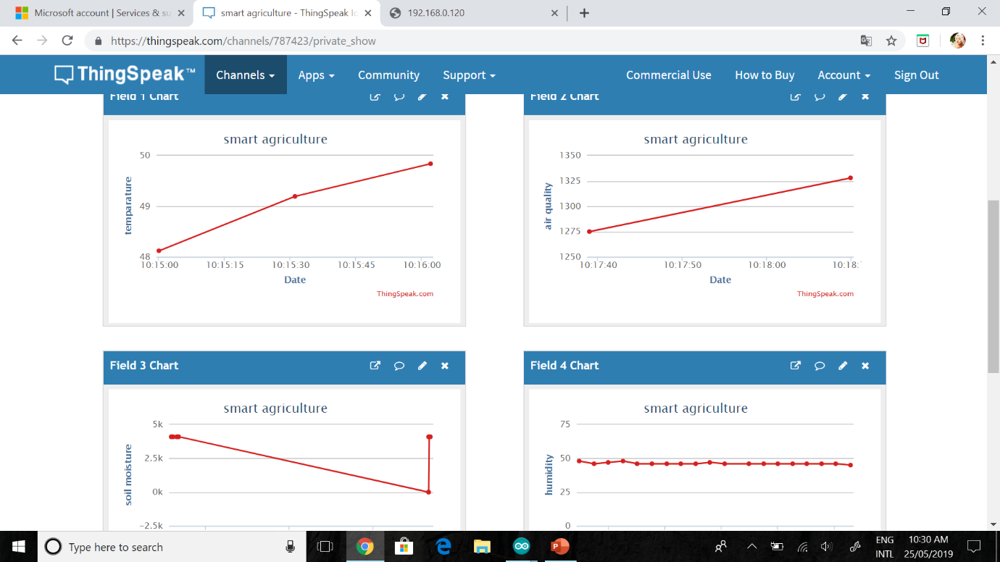 Microsoft account | Services & su
smart agriculture - ThingSpeak Io
192.168.0.120
https://thingspeak.com/channels/787423/private_show
ThingSpeak™
Channels
Apps
Community
Support
Commercial Use
How to Buy
Account
Sign Out
Field 1 Chart
smart agriculture
temparature
50
49
48
10:15:00 10:15:15 10:15:30 10:15:45 10:16:00
Date
ThingSpeak.com
Field 2 Chart
smart agriculture
air quality
1350
1325
1300
1275
1250
10:17:40 10:17:50 10:18:00 10:18:
Date
ThingSpeak.com
Field 3 Chart
smart agriculture
soil moisture
5k
2.5k
0k
−2.5k
Field 4 Chart
smart agriculture
humidity
75
50
25
0
Type here to search
P
ENG
INTL
10:30 AM
25/05/2019